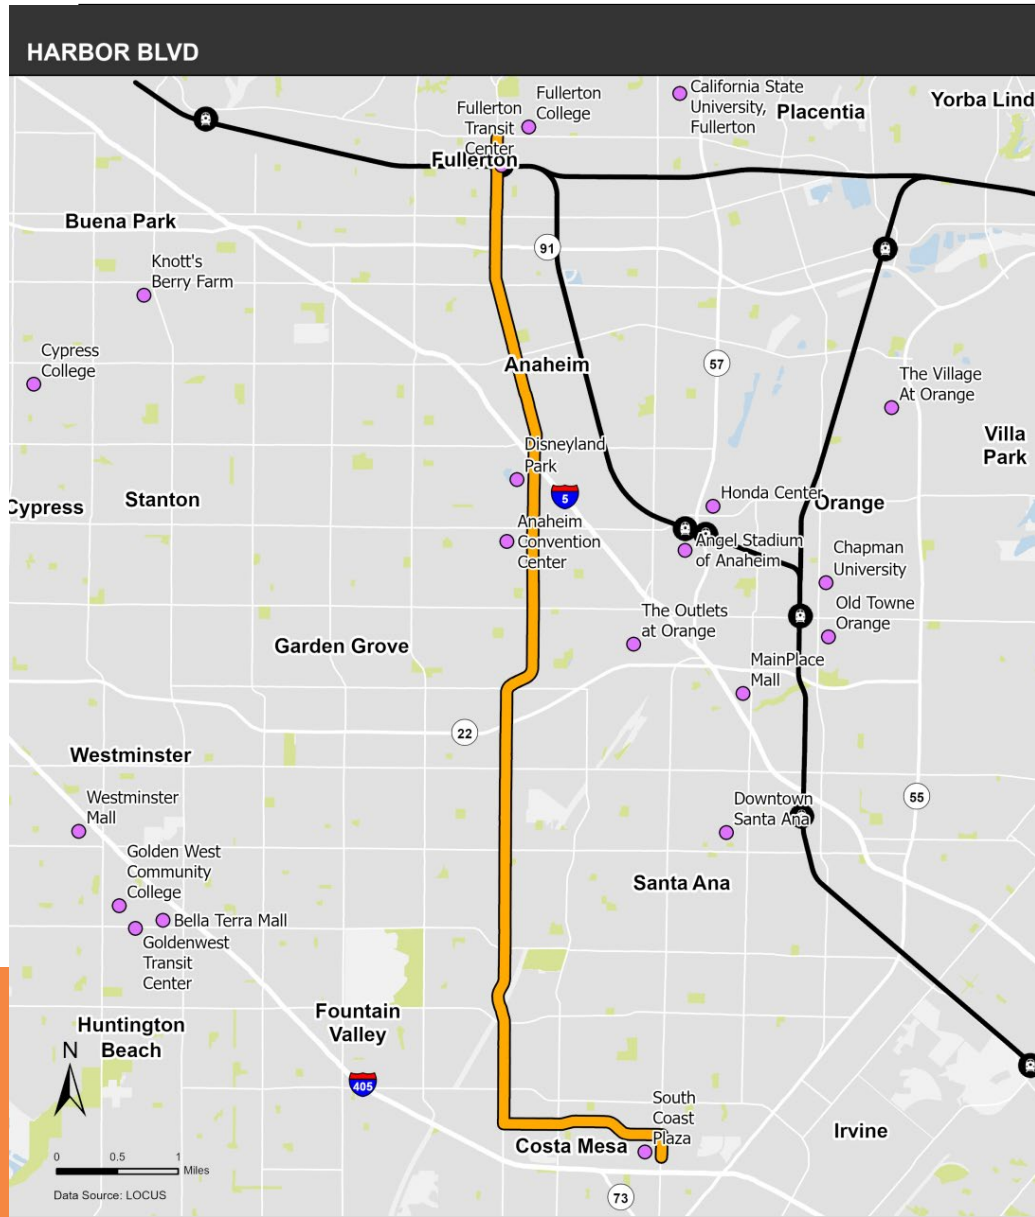 HARBOR BLVD
California State
University,
Fullerton
Placentia
Yorba Lind
Fullerton
College
Fullerton
Transit
Center
Fullerton
Buena Park
91
Knott's
Berry Farm
Cypress
College
Anaheim
57
The Village
At Orange
Villa
Park
Disneyland
Park
Cypress
Stanton
5
Honda Center
Orange
Anaheim
Convention
Center
Angel Stadium
of Anaheim
Chapman
University
The Outlets
at Orange
Old Towne
Orange
Garden Grove
MainPlace
Mall
22
Westminster
Westminster
Mall
55
Downtown
Santa Ana
Golden West
Community
College
Santa Ana
Bella Terra Mall
Goldenwest
Transit
Center
Fountain
Valley
Huntington
Beach
N
405
South
Coast
Plaza
Irvine
Costa Mesa
0 0.5 1
Miles
Data Source: LOCUS
73